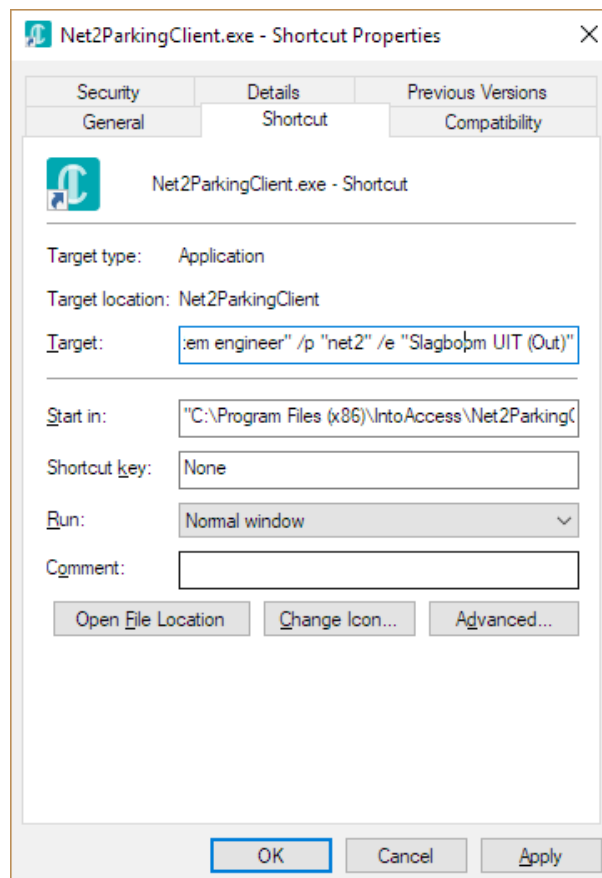 Net2ParkingClient.exe - Shortcut Properties
Security Details Previous Versions
General Shortcut Compatibility
Net2ParkingClient.exe - Shortcut
Target type: Application
Target location: Net2ParkingClient
Target: :em engineer" /p "net2" /e "Slagboom UIT (Out)"
Start in: "C:\Program Files (x86)\IntoAccess\Net2Parking(
Shortcut key: None
Run: Normal window
Comment:
Open File Location Change Icon... Advanced...
OK Cancel Apply